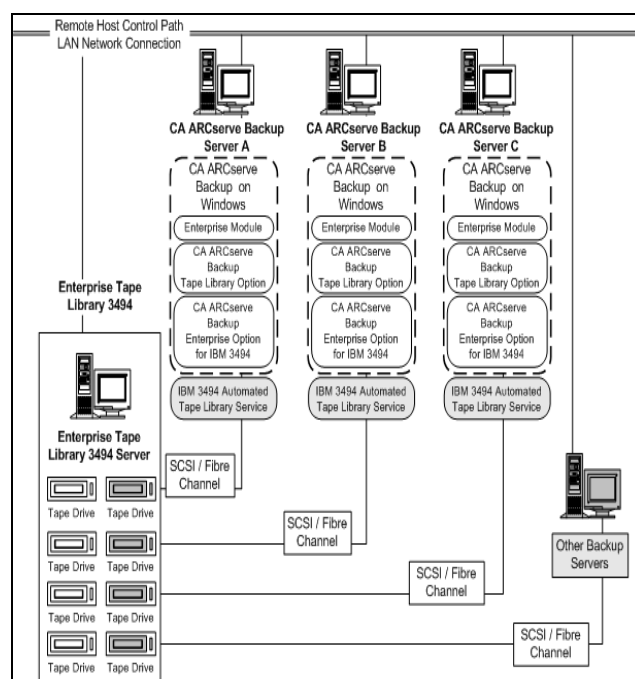 Remote Host Control Path
LAN Network Connection
CA ARCserve Backup
Server A
CA ARCserve
Backup on
Windows
Enterprise Module
CA ARCserve
Backup
Tape Library Option
CA ARCserve
Backup
Enterprise Option
for IBM 3494
IBM 3494 Automated
Tape Library Service
CA ARCserve Backup
Server B
CA ARCserve
Backup on
Windows
Enterprise Module
CA ARCserve
Backup
Tape Library Option
CA ARCserve
Backup
Enterprise Option
for IBM 3494
IBM 3494 Automated
Tape Library Service
CA ARCserve Backup
Server C
CA ARCserve
Backup on
Windows
Enterprise Module
CA ARCserve
Backup
Tape Library Option
CA ARCserve
Backup
Enterprise Option
for IBM 3494
IBM 3494 Automated
Tape Library Service
Enterprise Tape
Library 3494
Enterprise Tape
Library 3494 Server
Tape Drive
Tape Drive
Tape Drive
Tape Drive
Tape Drive
Tape Drive
Tape Drive
Tape Drive
SCSI / Fibre
Channel
SCSI / Fibre
Channel
SCSI / Fibre
Channel
SCSI / Fibre
Channel
Other Backup
Servers